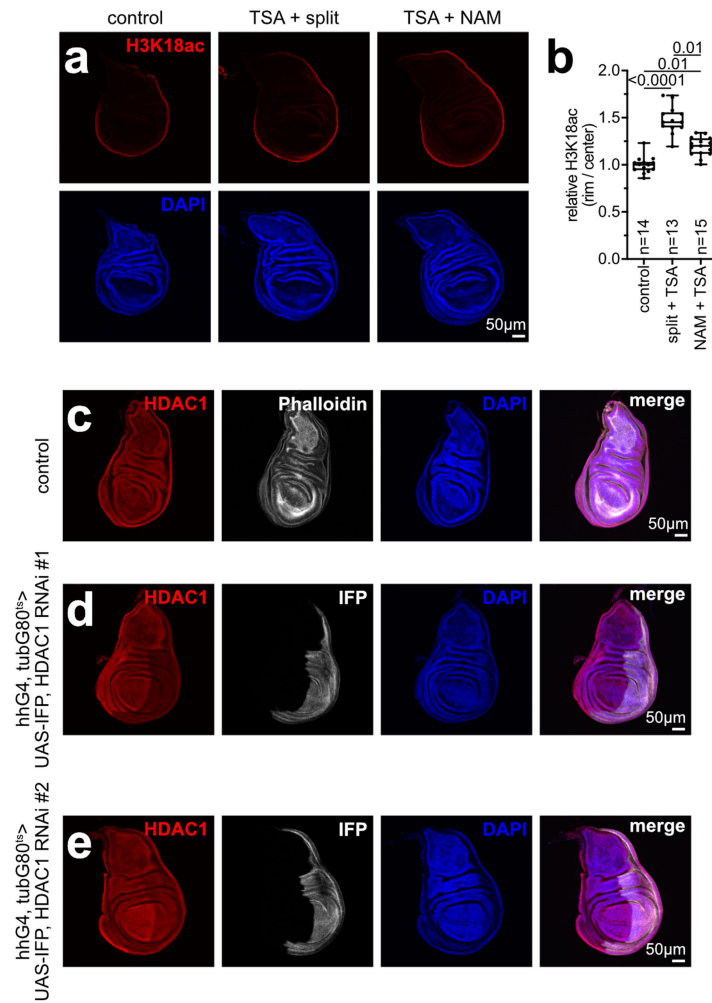 control TSA + split TSA + NAM
a H3K18ac
DAPI
50µm
b
0.01
0.01
<0.0001
2.0
1.5
1.0
0.5
0.0
relative H3K18ac
(rim / center)
n=14
n=13
n=15
control
split + TSA
NAM + TSA
control
c HDAC1 Phalloidin DAPI merge
50µm
hhG4, tubG80ts>
UAS-IFP, HDAC1 RNAi #1
d HDAC1 IFP DAPI merge
50µm
hhG4, tubG80ts>
UAS-IFP, HDAC1 RNAi #2
e HDAC1 IFP DAPI merge
50µm